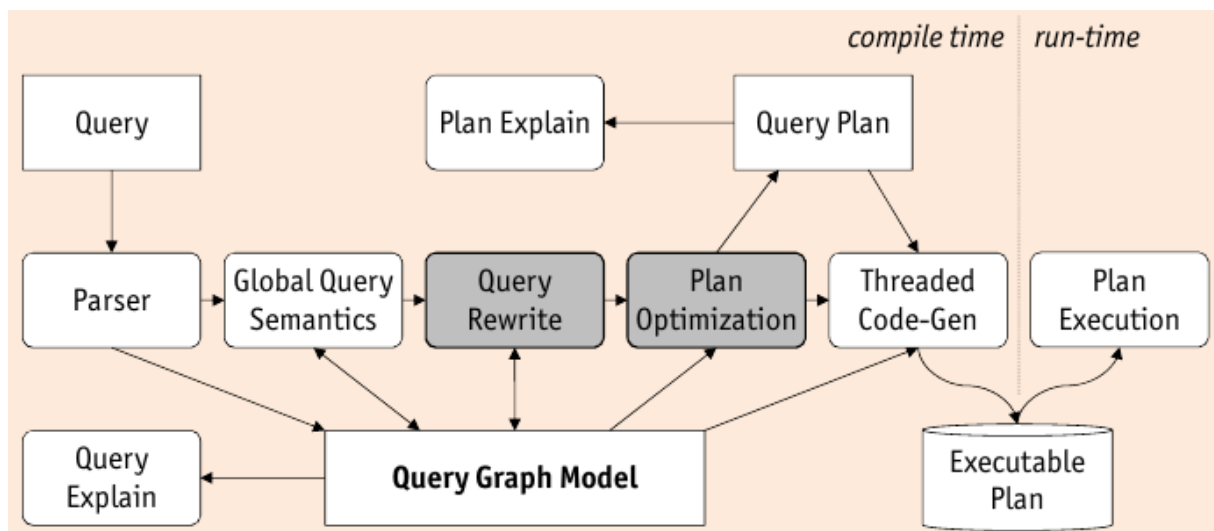 compile time
run-time
Query
Plan Explain
Query Plan
Parser
Global Query
Semantics
Query
Rewrite
Plan
Optimization
Threaded
Code-Gen
Plan
Execution
Query
Explain
Query Graph Model
Executable
Plan